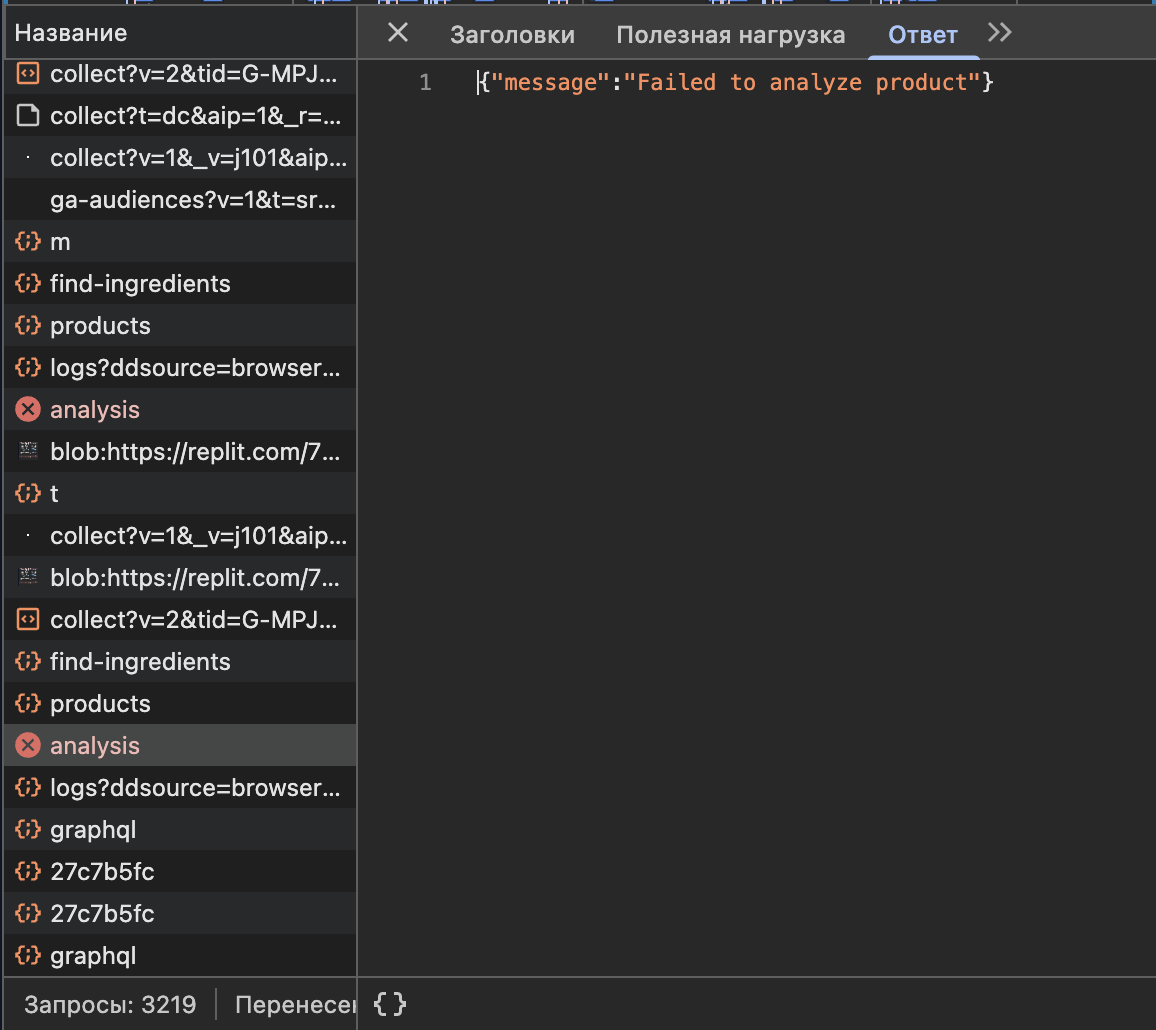 Название
Заголовки Полезная нагрузка Ответ
collect?v=2&tid=G-MPJ...
1 {"message":"Failed to analyze product"}
collect?t=dc&aip=1&_r=...
collect?v=1&_v=j101&aip...
ga-audiences?v=1&t=sr...
m
find-ingredients
products
logs?ddsource=browser...
analysis
blob:https://replit.com/7...
t
collect?v=1&_v=j101&aip...
blob:https://replit.com/7...
collect?v=2&tid=G-MPJ...
find-ingredients
products
analysis
logs?ddsource=browser...
graphql
27c7b5fc
27c7b5fc
graphql
Запросы: 3219 Перенесен
{}